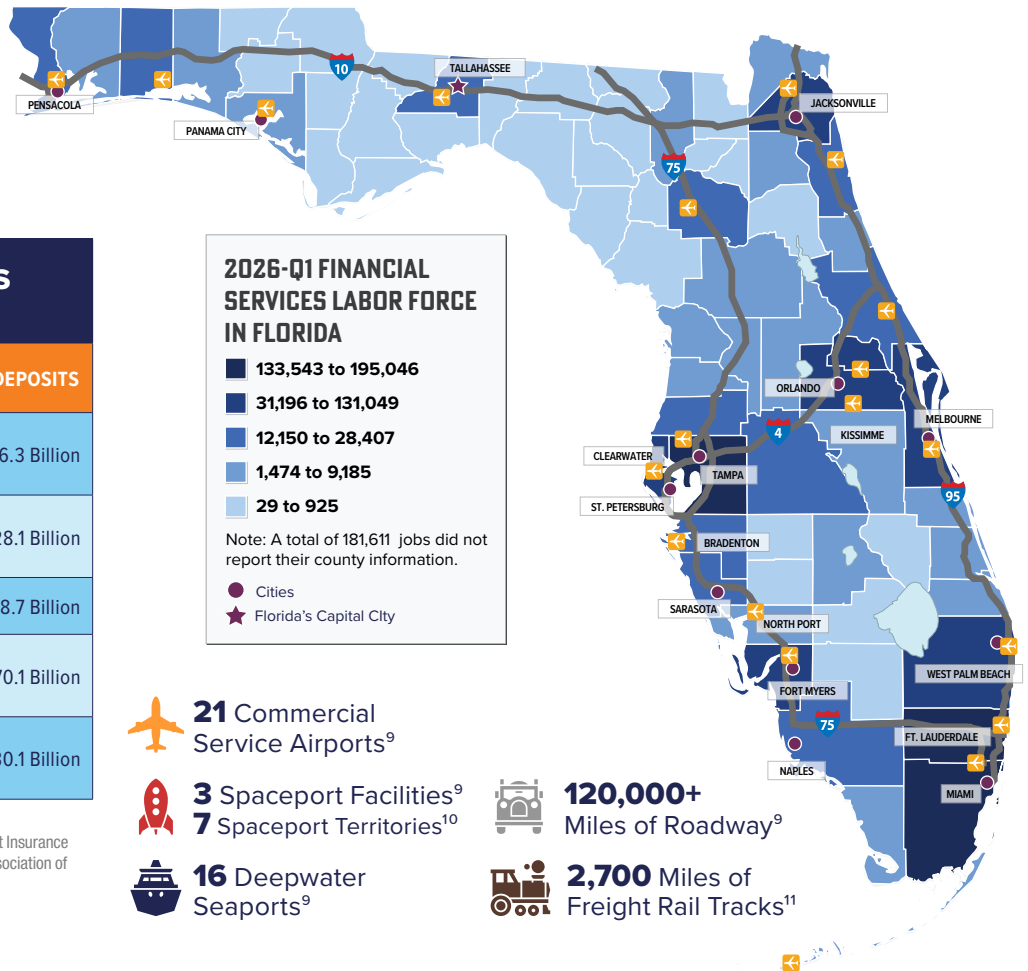 10
TALLAHASSEE
PENSACOLA
PANAMA CITY
JACKSONVILLE
75
S
DEPOSITS
6.3 Billion
28.1 Billion
8.7 Billion
70.1 Billion
30.1 Billion
t Insurance
sociation of
2026-Q1 FINANCIAL
SERVICES LABOR FORCE
IN FLORIDA
133,543 to 195,046
31,196 to 131,049
12,150 to 28,407
1,474 to 9,185
29 to 925
Note: A total of 181,611 jobs did not
report their county information.
Cities
Florida's Capital CIty
ORLANDO
MELBOURNE
4
KISSIMME
CLEARWATER
TAMPA
95
ST. PETERSBURG
BRADENTON
SARASOTA
NORTH PORT
WEST PALM BEACH
FORT MYERS
75
FT. LAUDERDALE
NAPLES
MIAMI
21 Commercial
Service Airports9
3 Spaceport Facilities9
7 Spaceport Territories10
16 Deepwater
Seaports9
120,000+
Miles of Roadway9
2,700 Miles of
Freight Rail Tracks11